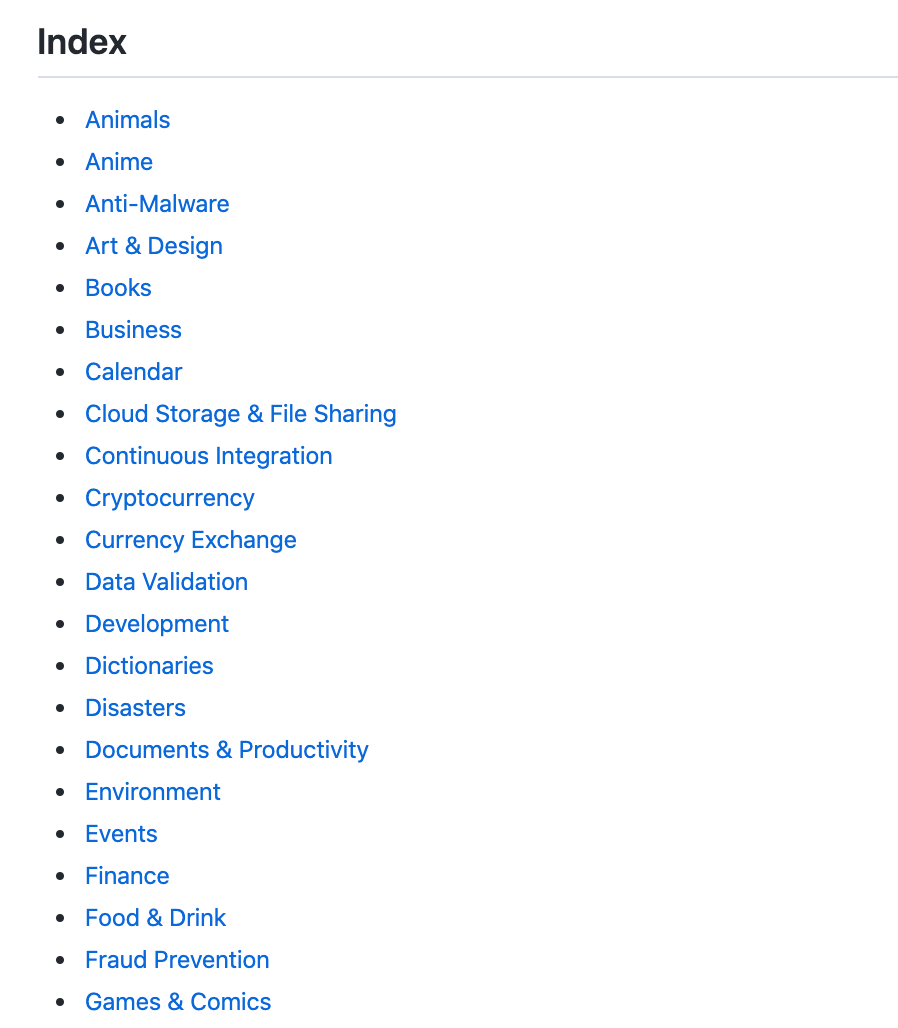 Index
Animals
Anime
Anti-Malware
Art & Design
Books
Business
Calendar
Cloud Storage & File Sharing
Continuous Integration
Cryptocurrency
Currency Exchange
Data Validation
Development
Dictionaries
Disasters
Documents & Productivity
Environment
Events
Finance
Food & Drink
Fraud Prevention
Games & Comics